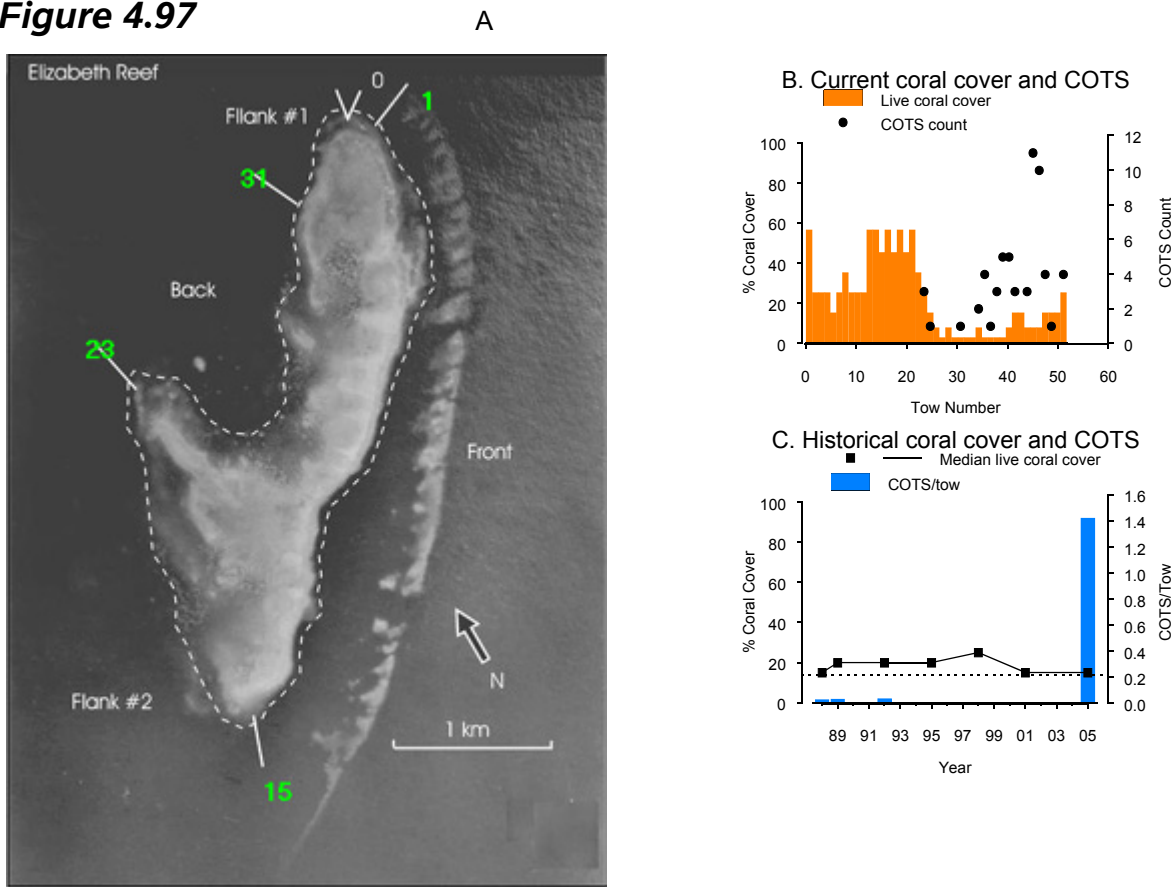 Figure 4.97
A
Elizabeth Reef
0
1
Fllank #1
31
Back
23
Front
N
Flank #2
1 km
15
B. Current coral cover and COTS
Live coral cover
COTS count
100
80
60
40
20
0
% Coral Cover
12
10
8
6
4
2
0
COTS Count
0 10 20 30 40 50 60
Tow Number
C. Historical coral cover and COTS
Median live coral cover
COTS/tow
100
80
60
40
20
0
% Coral Cover
1.6
1.4
1.2
1.0
0.8
0.6
0.4
0.2
0.0
COTS/Tow
89 91 93 95 97 99 01 03 05
Year